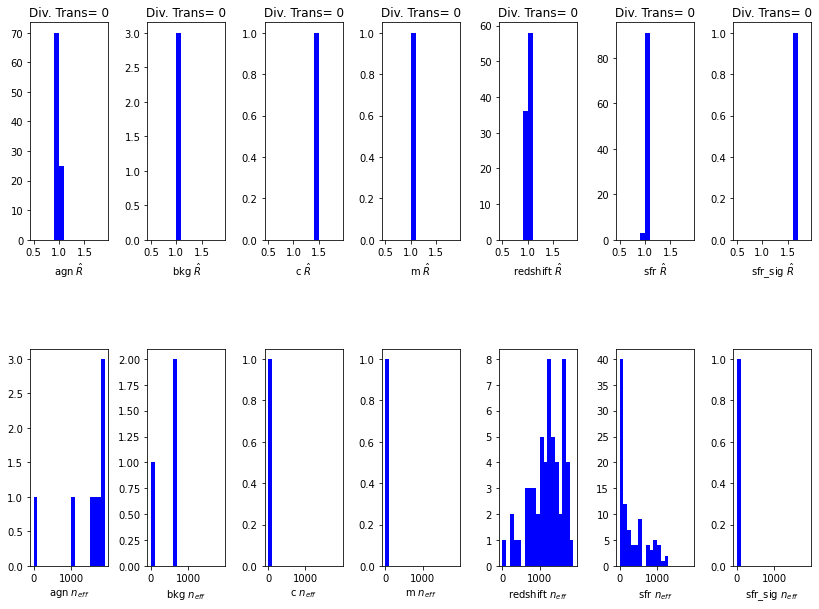 Div. Trans= 0 Div. Trans= 0 Div. Trans= 0 Div. Trans= 0 Div. Trans= 0 Div. Trans= 0 Div. Trans= 0
70 60 50 40 30 20 10 0
3.0 2.5 2.0 1.5 1.0 0.5 0.0
1.0 0.8 0.6 0.4 0.2 0.0
1.0 0.8 0.6 0.4 0.2 0.0
60 50 40 30 20 10 0
80 60 40 20 0
1.0 0.8 0.6 0.4 0.2 0.0
0.5 1.0 1.5 0.5 1.0 1.5 0.5 1.0 1.5 0.5 1.0 1.5 0.5 1.0 1.5 0.5 1.0 1.5 0.5 1.0 1.5
agn R̂ bkg R̂ c R̂ m R̂ redshift R̂ sfr R̂ sfr_sig R̂
3.0 2.5 2.0 1.5 1.0 0.5 0.0
2.00 1.75 1.50 1.25 1.00 0.75 0.50 0.25 0.00
1.0 0.8 0.6 0.4 0.2 0.0
1.0 0.8 0.6 0.4 0.2 0.0
8 7 6 5 4 3 2 1 0
40 35 30 25 20 15 10 5 0
1.0 0.8 0.6 0.4 0.2 0.0
0 1000 0 1000 0 1000 0 1000 0 1000 0 1000 0 1000
agn n_eff bkg n_eff c n_eff m n_eff redshift n_eff sfr n_eff sfr_sig n_eff